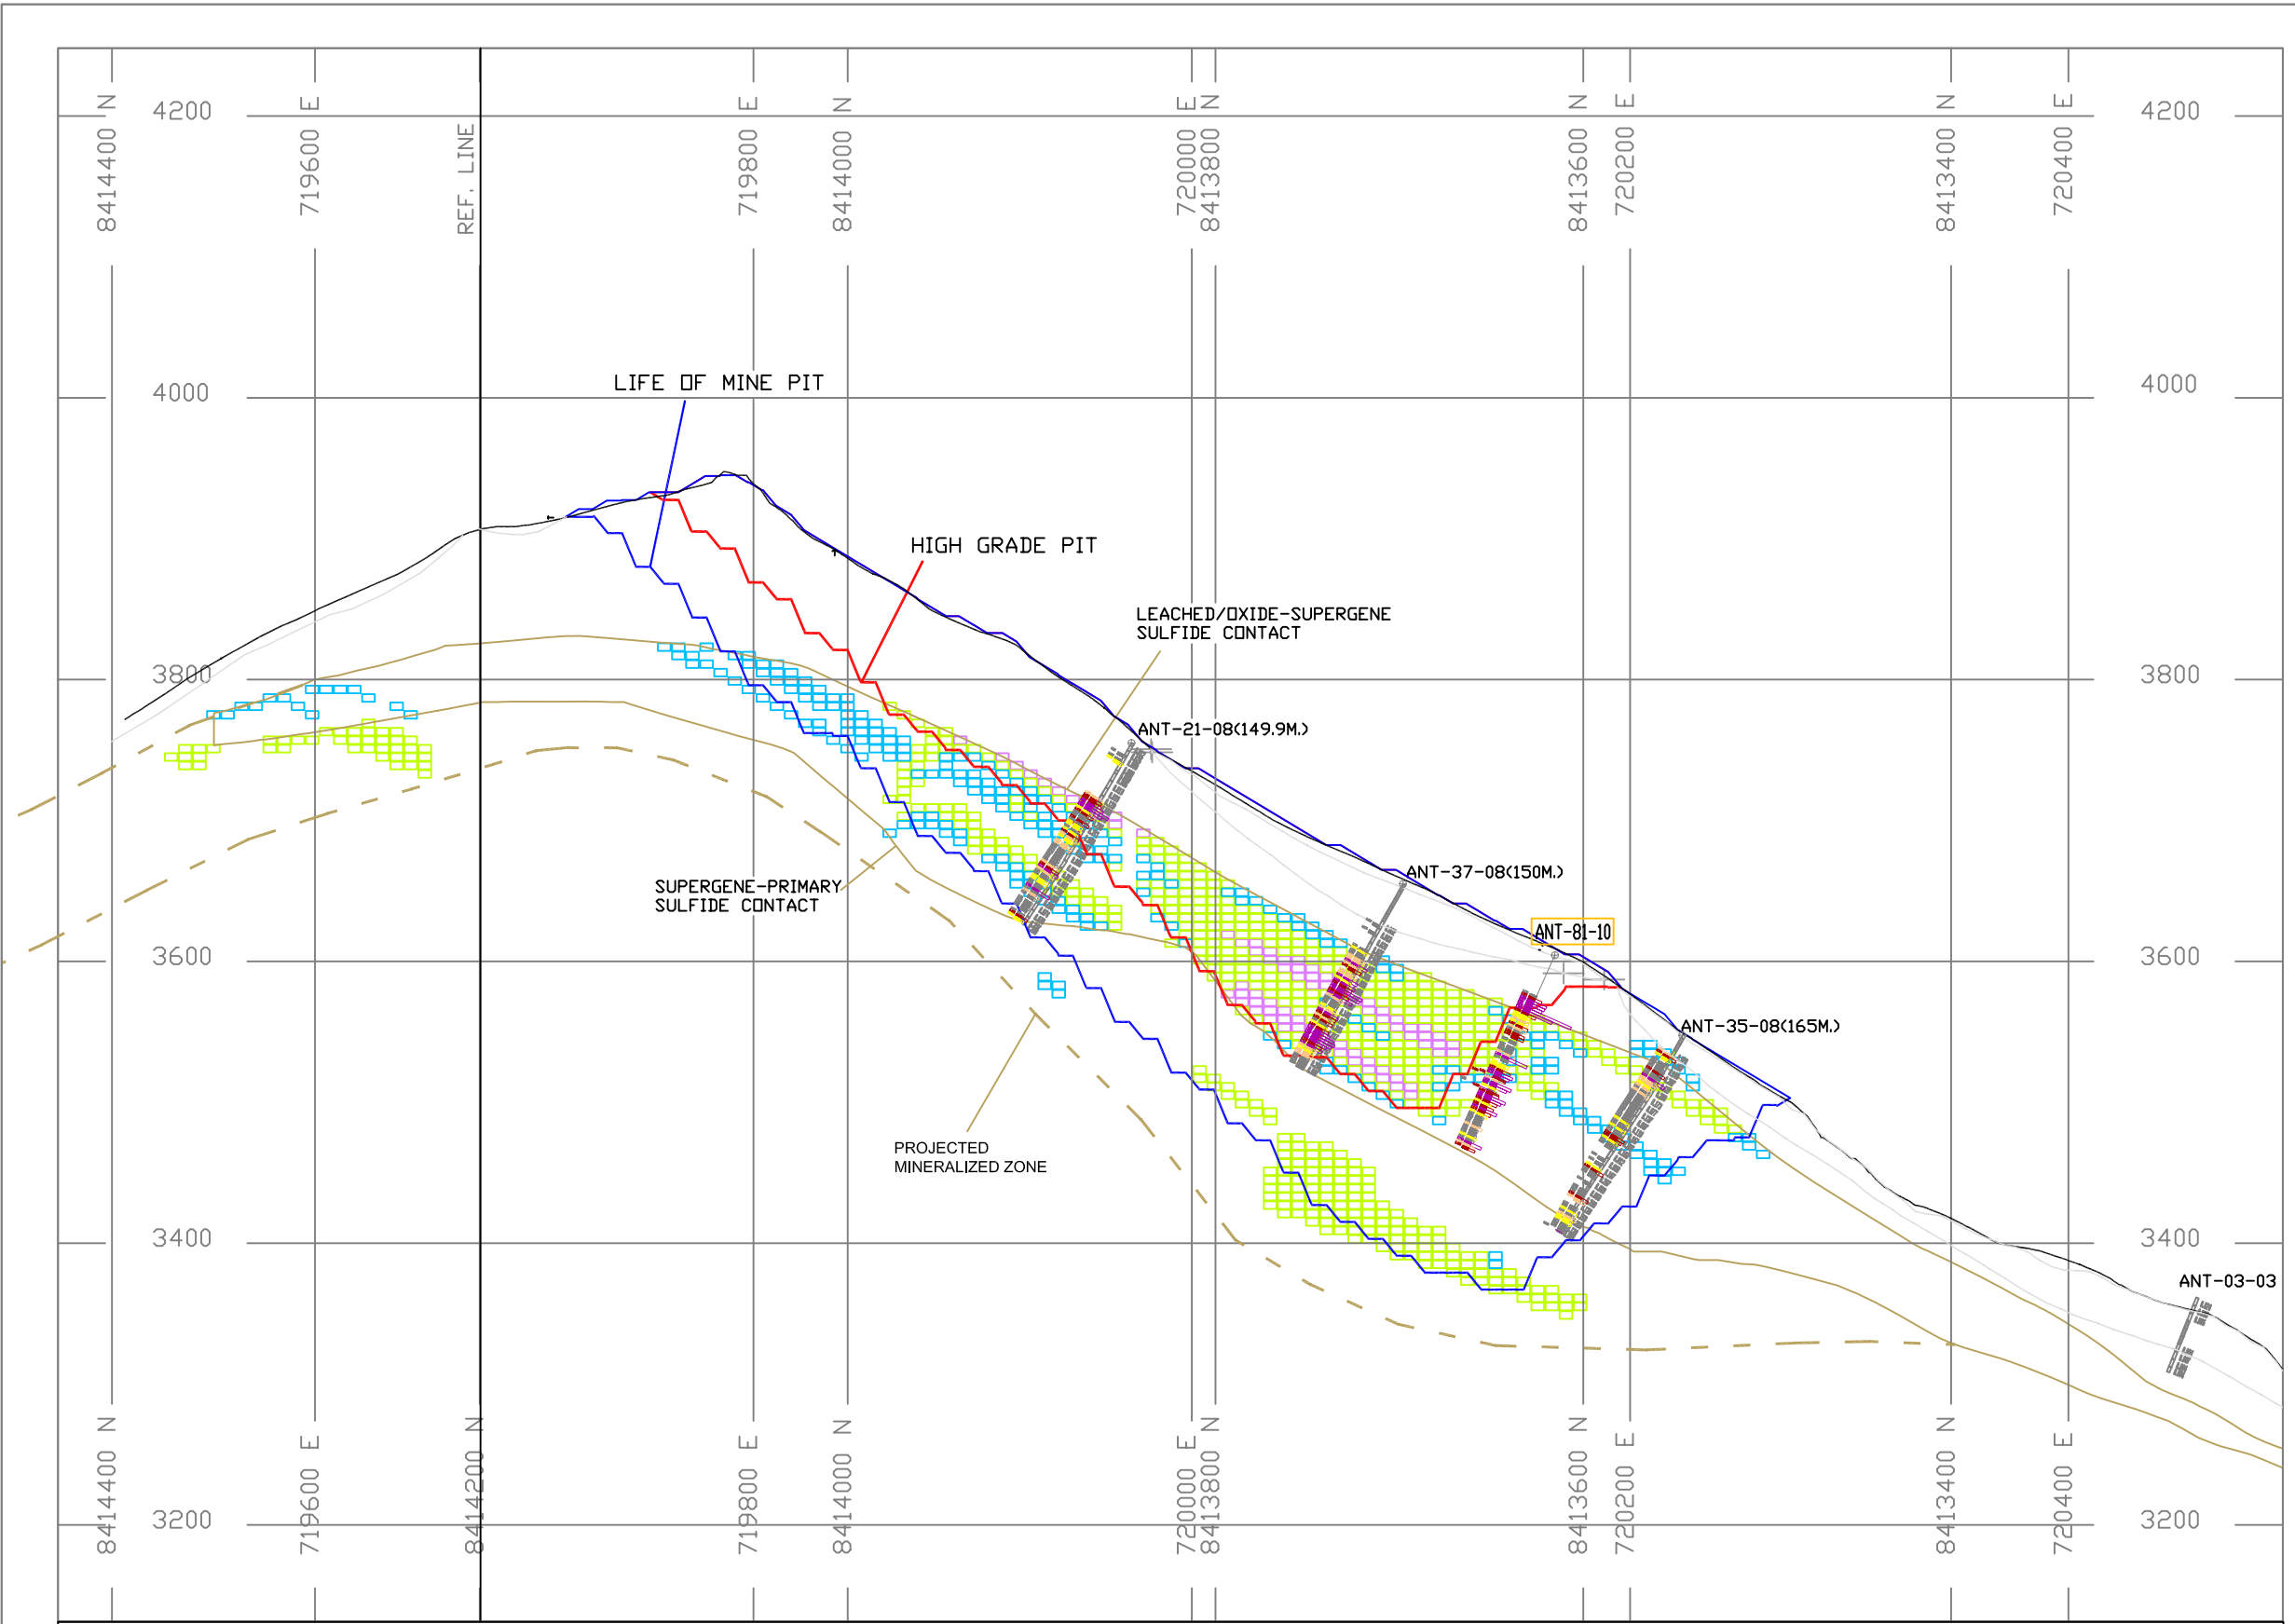 8414400 N
719600 E
REF. LINE
719800 E
8414000 N
720000 E
8413800 N
8413600 N
720200 E
8413400 N
720400 E
4200
4200
4000
4000
LIFE OF MINE PIT
HIGH GRADE PIT
LEACHED/OXIDE-SUPERGENE
SULFIDE CONTACT
3800
3800
ANT-21-08(149.9M.)
ANT-37-08(150M.)
SUPERGENE-PRIMARY
SULFIDE CONTACT
ANT-81-10
3600
3600
ANT-35-08(165M.)
PROJECTED
MINERALIZED ZONE
3400
3400
ANT-03-03
8414400 N
719600 E
8414200 N
719800 E
8414000 N
720000 E
8413800 N
8413600 N
720200 E
8413400 N
720400 E
3200
3200